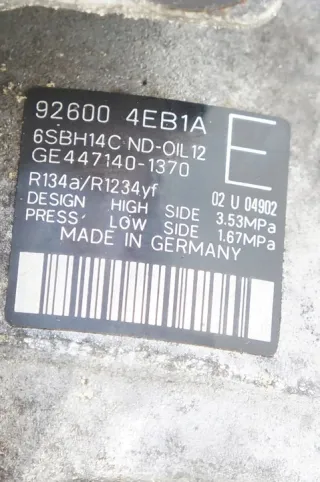 92600 4EB1A E
6SBH14C ND-OIL12
GE447140-1370
R134a/R1234yf 02 U 04902
DESIGN HIGH SIDE 3.53MPa
PRESS' LOW SIDE 1.67MPa
MADE IN GERMANY